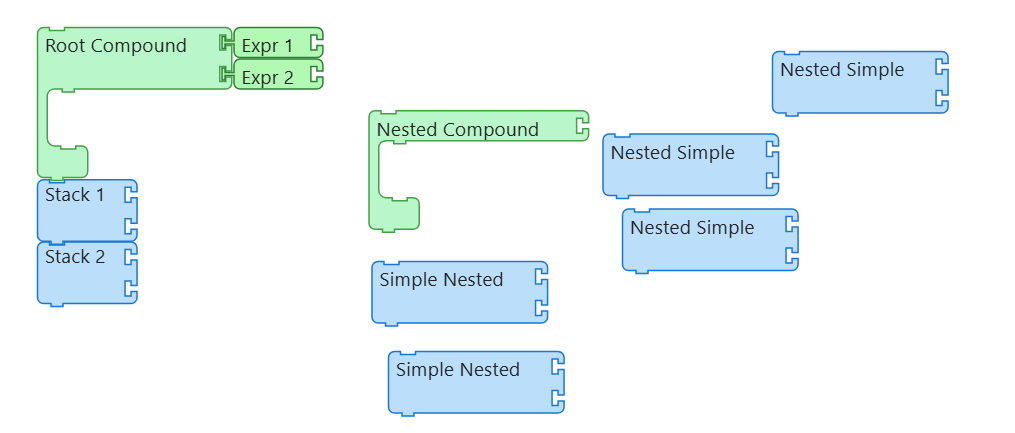 Root Compound
Expr 1
Expr 2
Stack 1
Stack 2
Nested Compound
Simple Nested
Simple Nested
Nested Simple
Nested Simple
Nested Simple